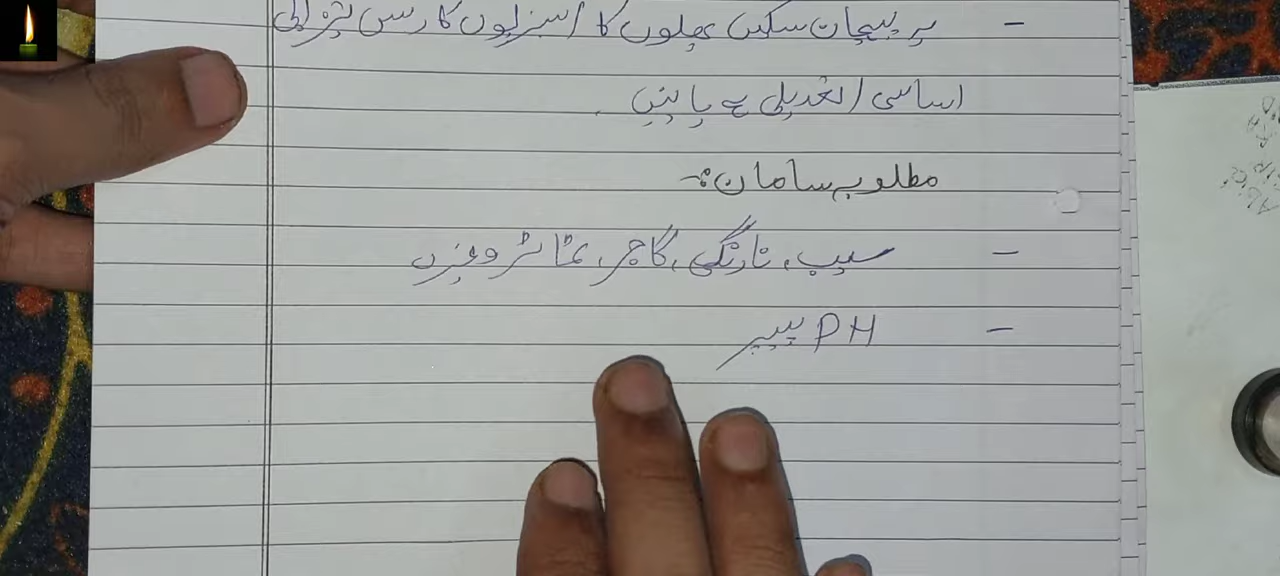 - یہ پہچان سکیں پھلوں کا / سبزیوں کا رس
اساسی / تعدیلی ہے یا نہیں
مطلوبہ سامان :-
- سیب، نارنگی، گاجر، ٹماٹر وغیرہ
- PH پیپر